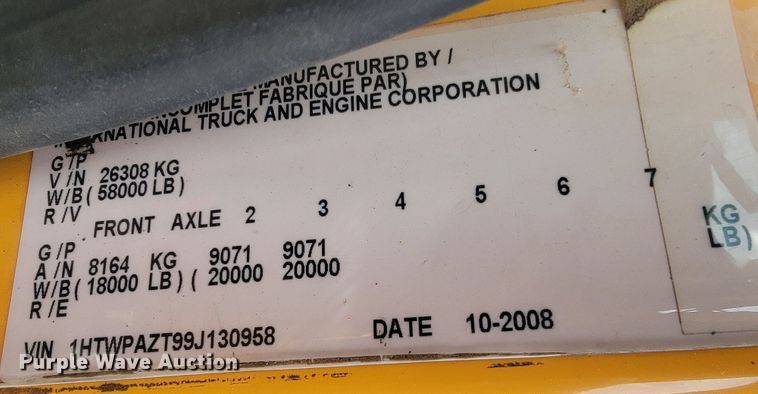 MANUFACTURED BY /
INCOMPLET FABRIQUE PAR)
INTERNATIONAL TRUCK AND ENGINE CORPORATION
G/P
V/N 26308 KG
W/B ( 58000 LB)
R/V
FRONT AXLE 2 3 4 5 6 7
G/P
A/N 8164 KG 9071 9071 KG
W/B ( 18000 LB) ( 20000 20000 LB)
R/E
VIN 1HTWPAZT99J130958 DATE 10-2008
Purple Wave Auction